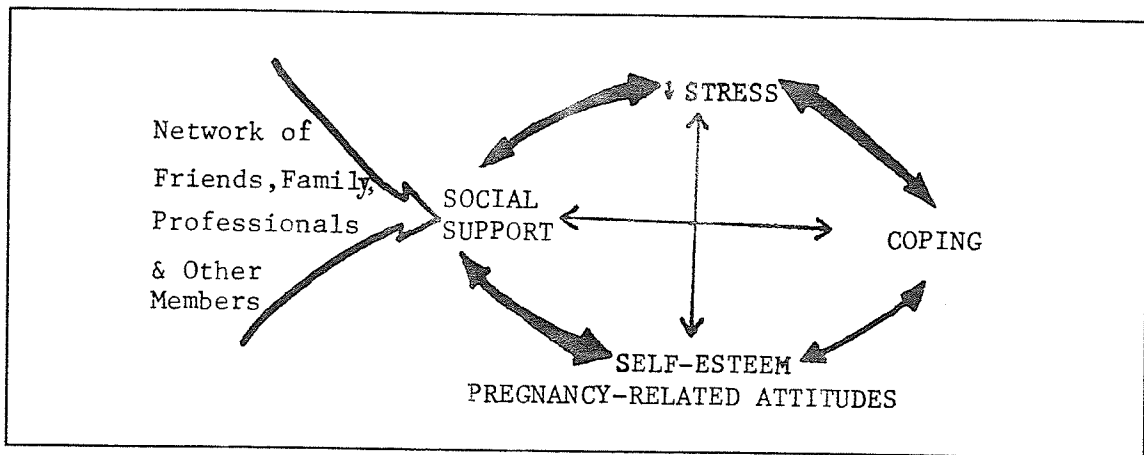 Network of
Friends, Family,
Professionals
& Other
Members
SOCIAL
SUPPORT
↓ STRESS
COPING
SELF-ESTEEM
PREGNANCY-RELATED ATTITUDES